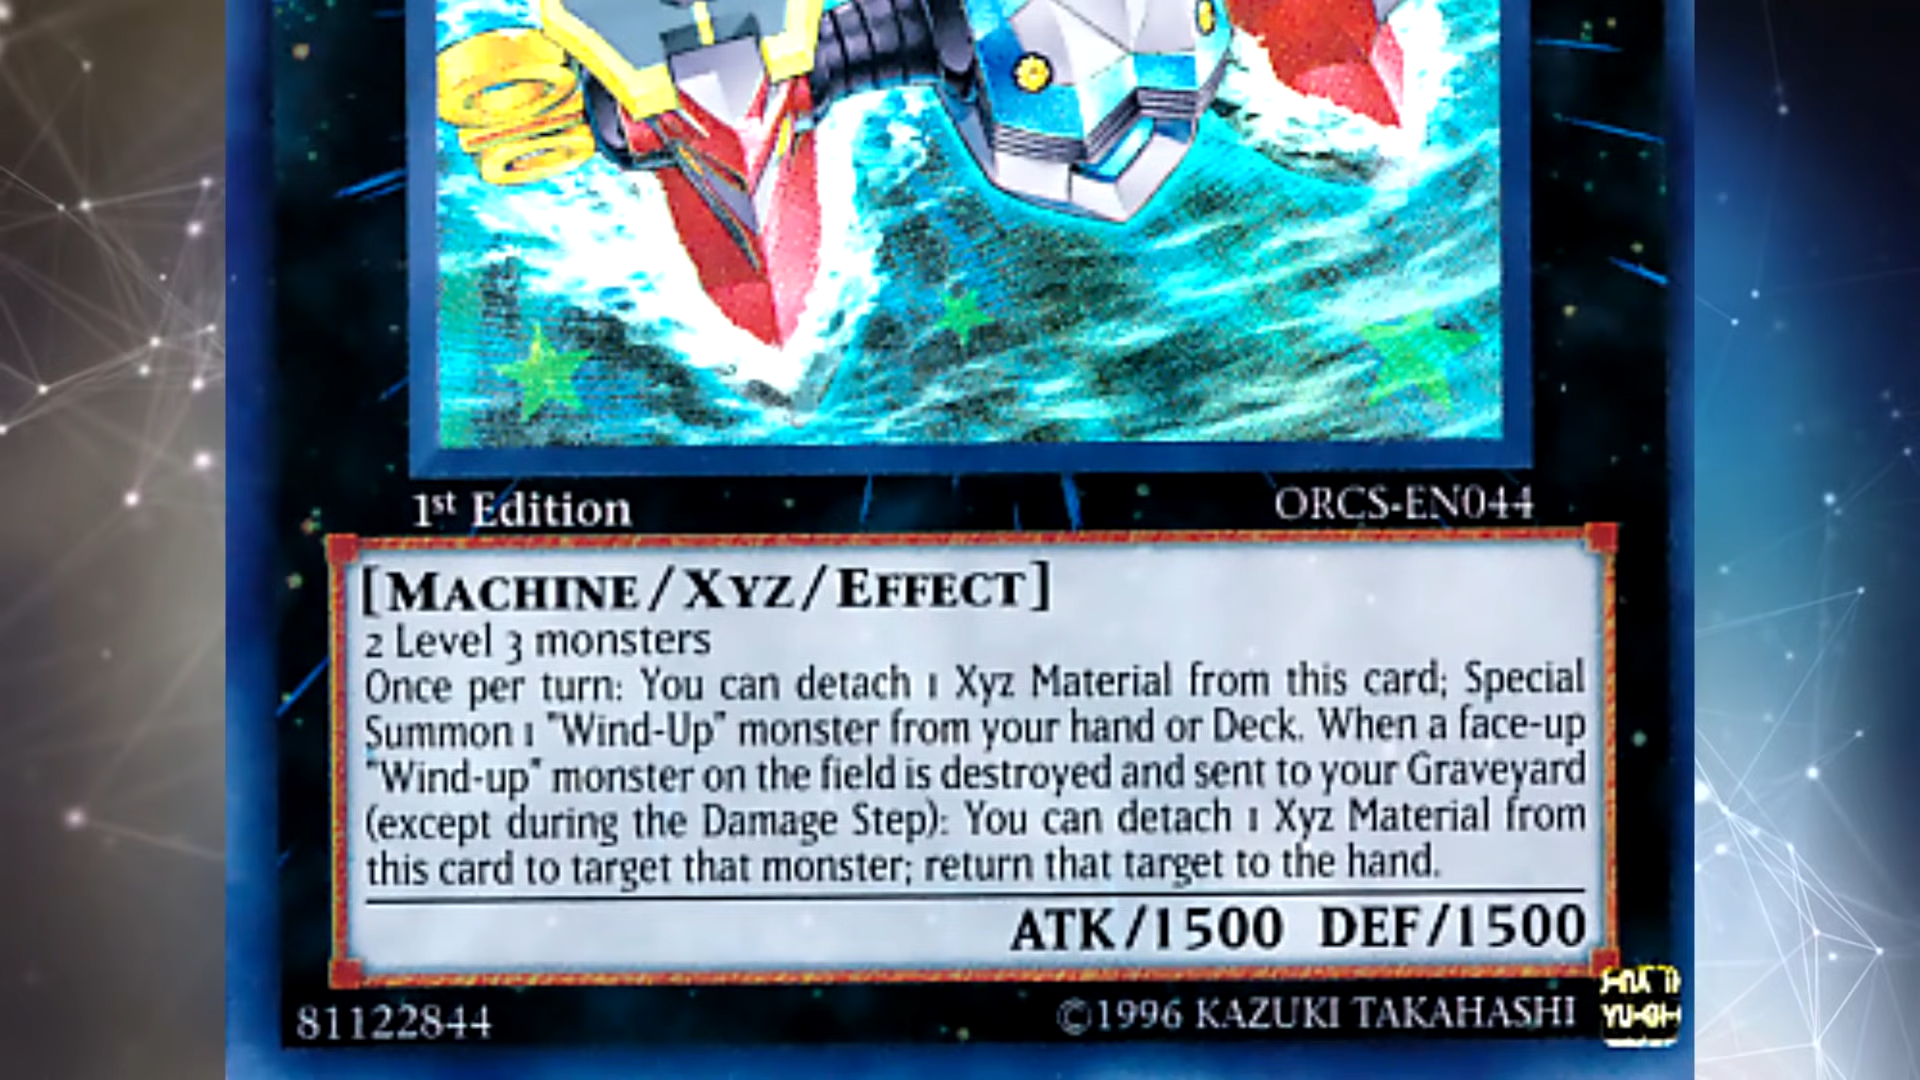 1st Edition
ORCS-EN044
[MACHINE/XYZ/EFFECT]
2 Level 3 monsters
Once per turn: You can detach 1 Xyz Material from this card; Special
Summon 1 "Wind-Up" monster from your hand or Deck. When a face-up
"Wind-up" monster on the field is destroyed and sent to your Graveyard
(except during the Damage Step): You can detach 1 Xyz Material from
this card to target that monster; return that target to the hand.
ATK/1500 DEF/1500
81122844
©1996 KAZUKI TAKAHASHI